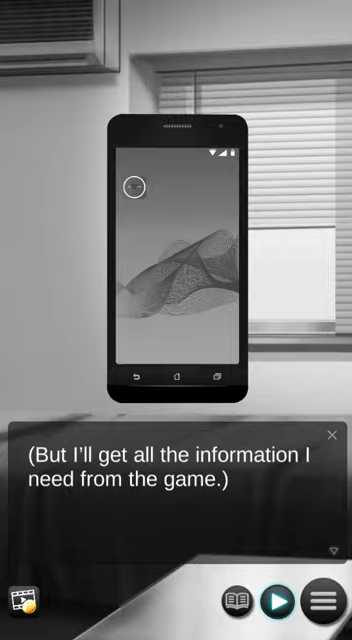 (But I’ll get all the information I
need from the game.)